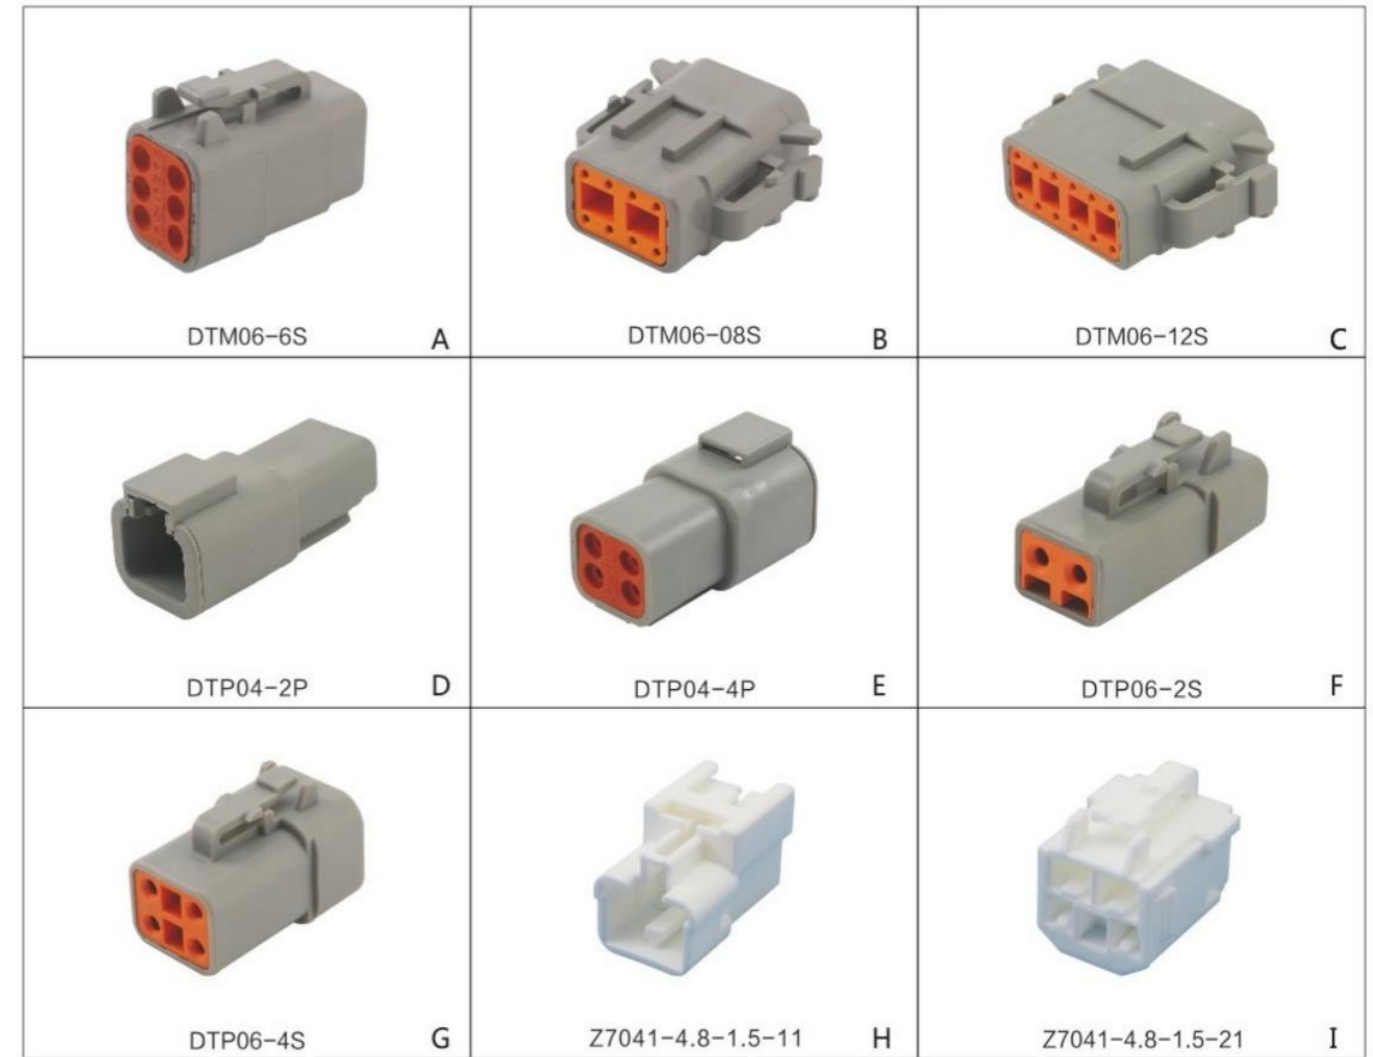 DTM06-6S A
DTM06-08S B
DTM06-12S C
DTP04-2P D
DTP04-4P E
DTP06-2S F
DTP06-4S G
Z7041-4.8-1.5-11 H
Z7041-4.8-1.5-21 I